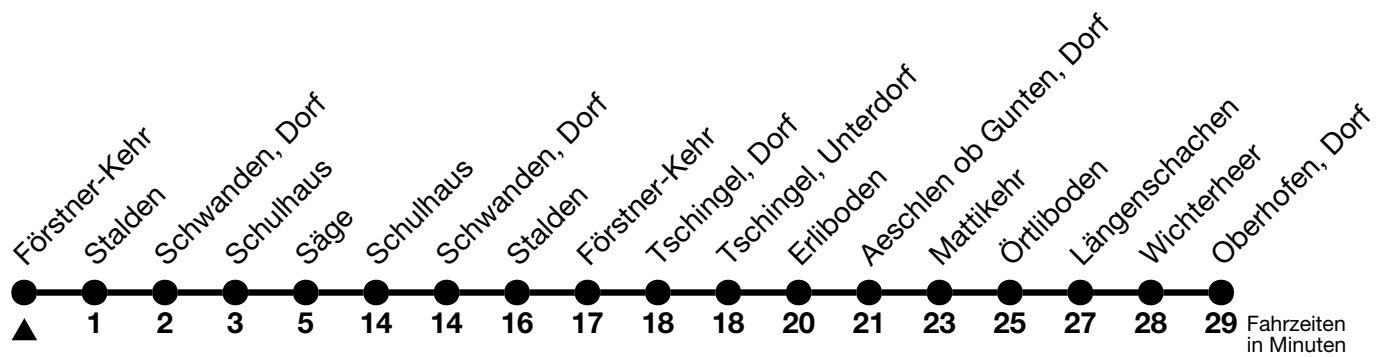 Förstner-Kehr
Stalden
Schwanden, Dorf
Schulhaus
Säge
Schulhaus
Schwanden, Dorf
Stalden
Förstner-Kehr
Tschingel, Dorf
Tschingel, Unterdorf
Erliboden
Aeschlen ob Gunten, Dorf
Mattikehr
Örtliboden
Längenschachen
Wichterheer
Oberhofen, Dorf
1 2 3 5 14 14 16 17 18 18 20 21 23 25 27 28 29 Fahrzeiten
in Minuten